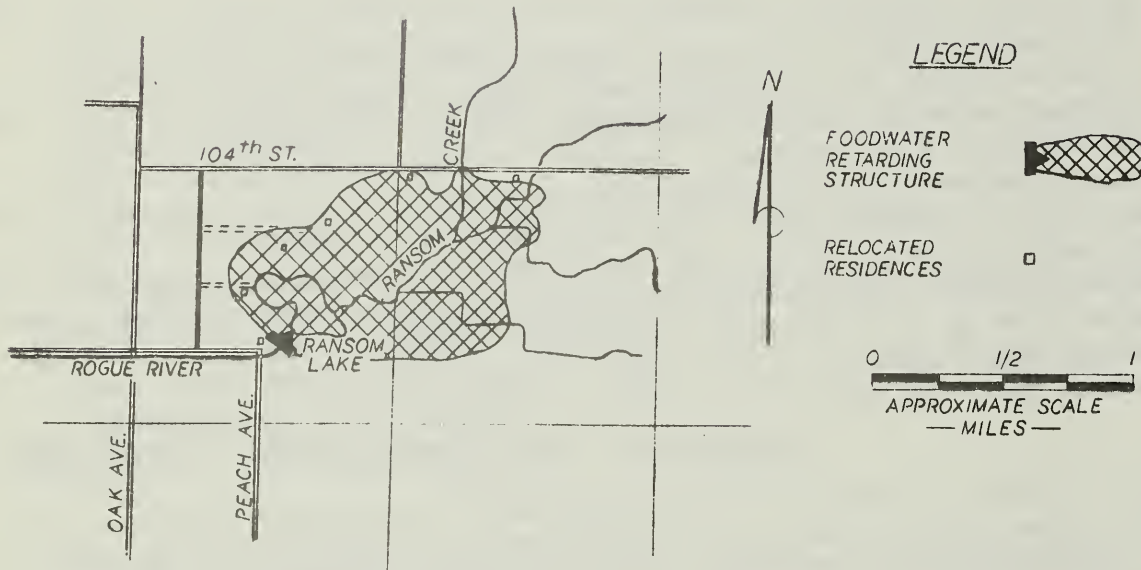 LEGEND
N
CREEK
104th ST.
FOODWATER
RETARDING
STRUCTURE
RANSOM
RELOCATED
RESIDENCES
RANSOM
LAKE
ROGUE RIVER
0 1/2 1
APPROXIMATE SCALE
— MILES —
OAK AVE.
PEACH AVE.